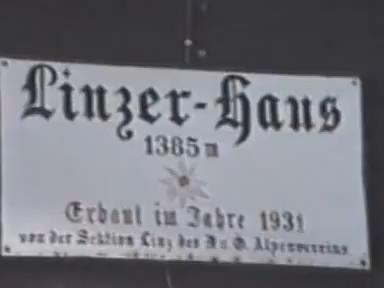 Linzer-Haus
1385 m
Erbaut im Jahre 1931
von der Sektion Linz des D. u. Ö. Alpenvereins